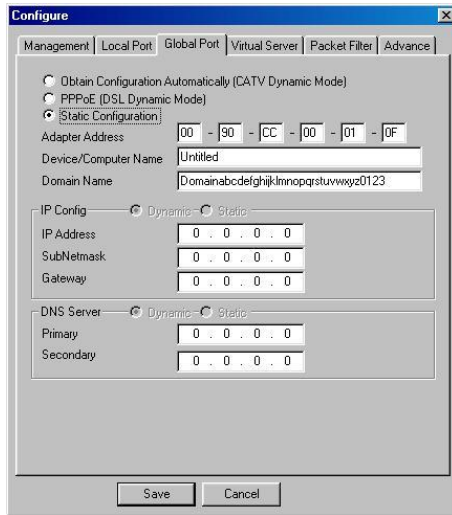 Configure
Management Local Port Global Port Virtual Server Packet Filter Advance
Obtain Configuration Automatically (CATV Dynamic Mode)
PPPoE (DSL Dynamic Mode)
Static Configuration
Adapter Address 00 - 90 - CC - 00 - 01 - 0F
Device/Computer Name Untitled
Domain Name Domainabcdefghijklmnopqrstuvwxyz0123
IP Config Dynamic Static
IP Address 0 . 0 . 0 . 0
SubNetmask 0 . 0 . 0 . 0
Gateway 0 . 0 . 0 . 0
DNS Server Dynamic Static
Primary 0 . 0 . 0 . 0
Secondary 0 . 0 . 0 . 0
Save Cancel